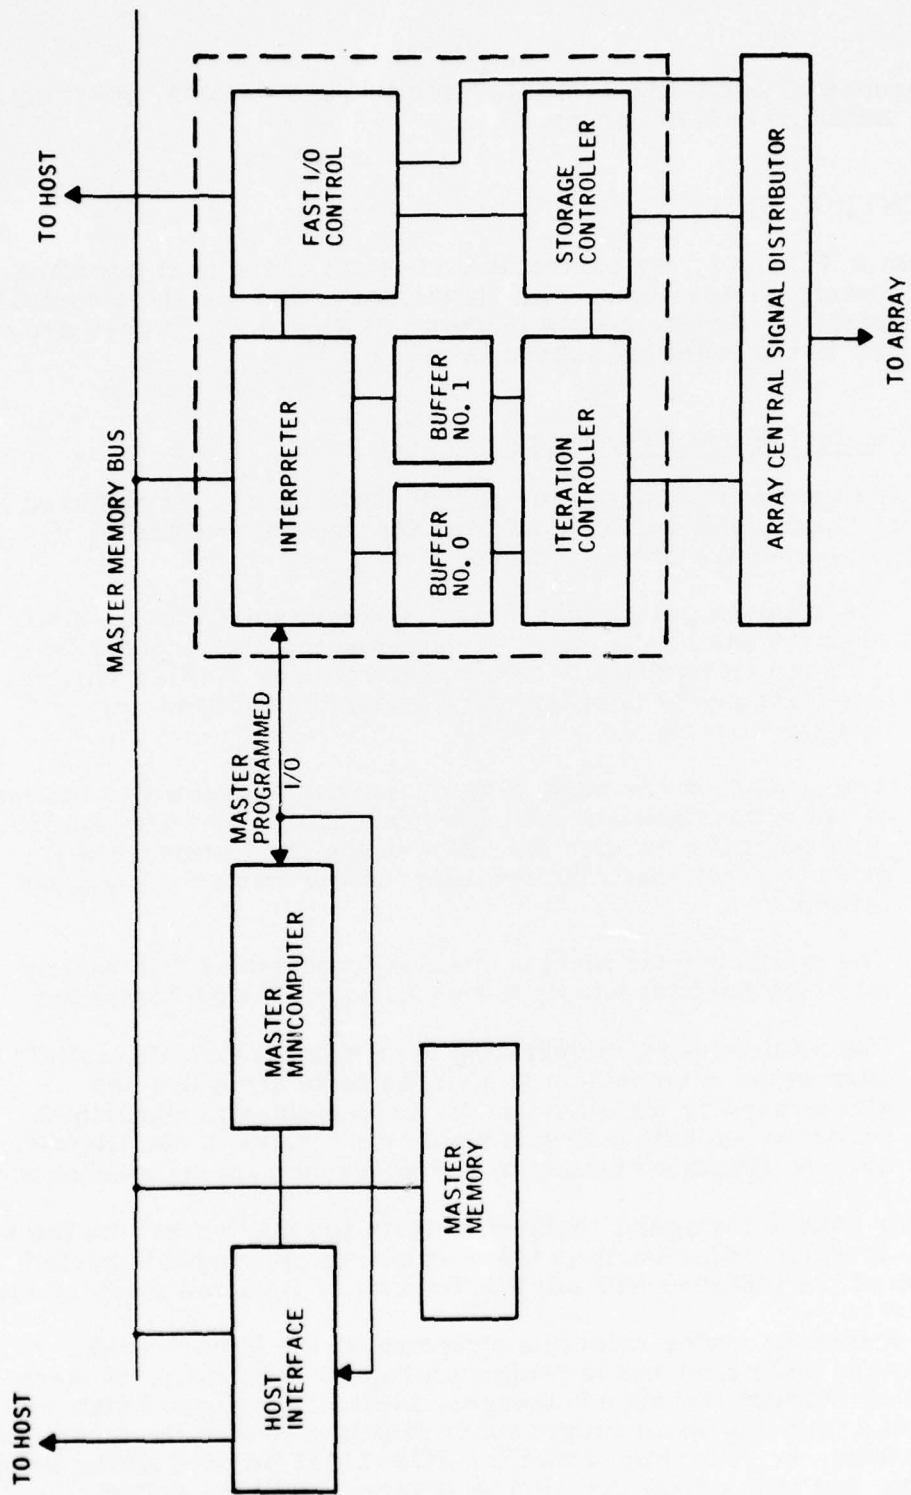 TO HOST
TO HOST
MASTER MEMORY BUS
HOST
INTERFACE
MASTER
MINICOMPUTER
MASTER
PROGRAMMED
I/O
INTERPRETER
FAST I/O
CONTROL
MASTER
MEMORY
BUFFER
NO. 0
BUFFER
NO. 1
ITERATION
CONTROLLER
STORAGE
CONTROLLER
ARRAY CENTRAL SIGNAL DISTRIBUTOR
TO ARRAY